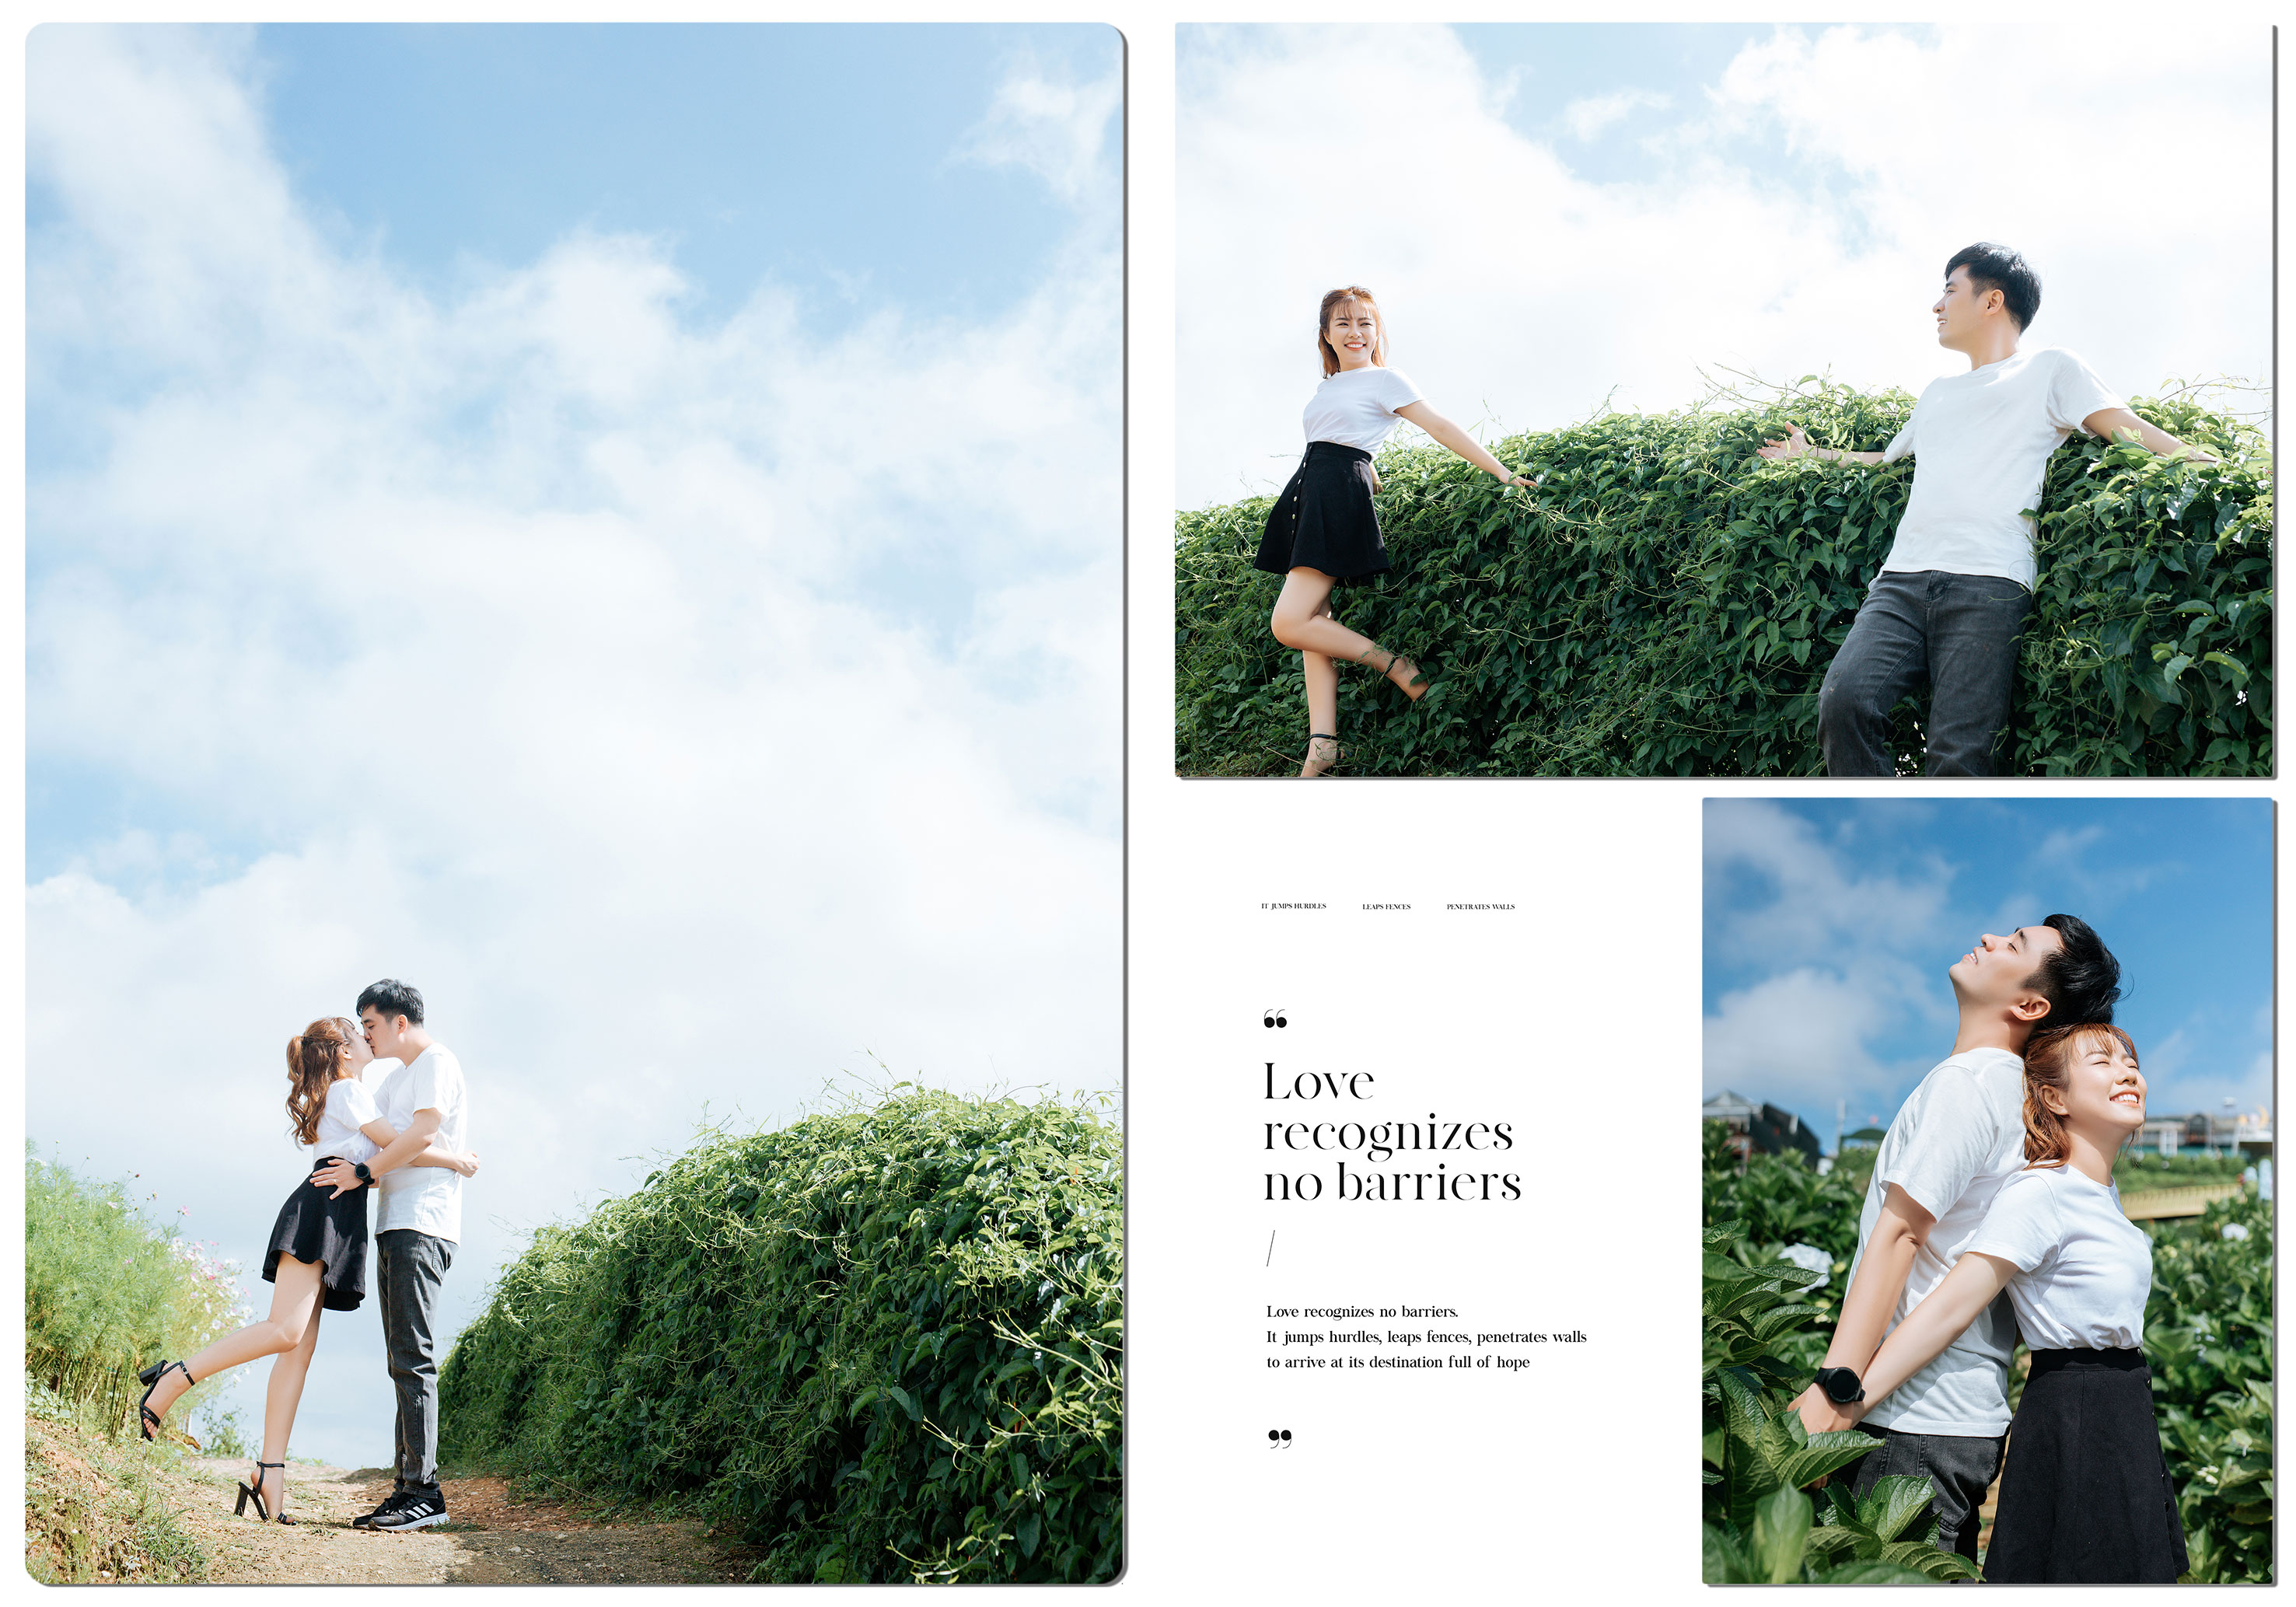 IT JUMPS HURDLES LEAPS FENCES PENETRATES WALLS
“
Love
recognizes
no barriers
/
Love recognizes no barriers.
It jumps hurdles, leaps fences, penetrates walls
to arrive at its destination full of hope
”